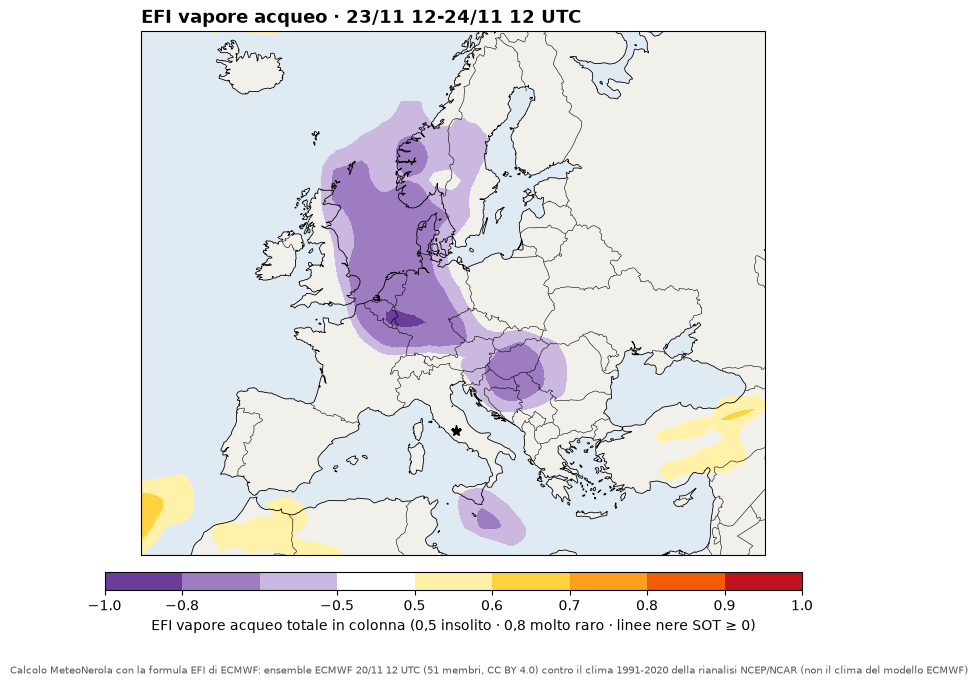 EFI vapore acqueo · 23/11 12-24/11 12 UTC
−1.0 −0.8 −0.5 0.5 0.6 0.7 0.8 0.9 1.0
EFI vapore acqueo totale in colonna (0,5 insolito · 0,8 molto raro · linee nere SOT ≥ 0)
Calcolo MeteoNerola con la formula EFI di ECMWF: ensemble ECMWF 20/11 12 UTC (51 membri, CC BY 4.0) contro il clima 1991-2020 della rianalisi NCEP/NCAR (non il clima del modello ECMWF)